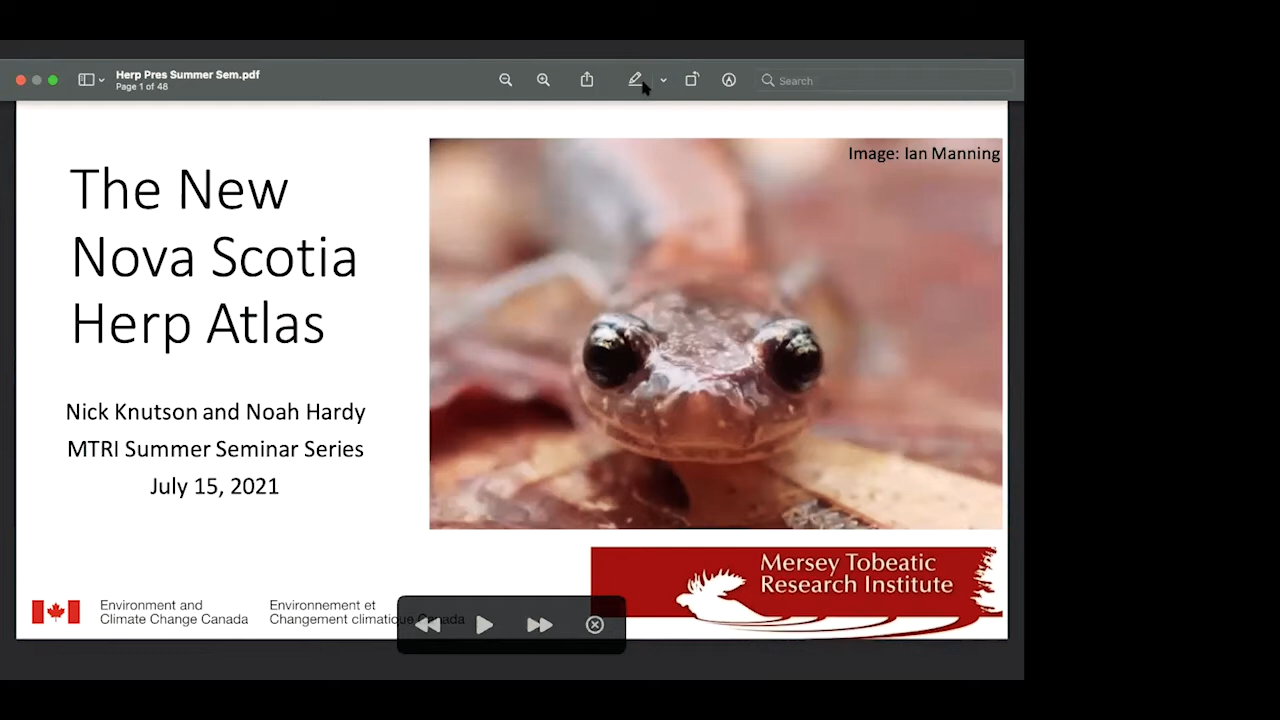 Herp Pres Summer Sem.pdf
Page 1 of 48
Search
Image: Ian Manning
The New
Nova Scotia
Herp Atlas
Nick Knutson and Noah Hardy
MTRI Summer Seminar Series
July 15, 2021
Mersey Tobeatic
Research Institute
Environment and
Climate Change Canada
Environnement et
Changement climatique Canada